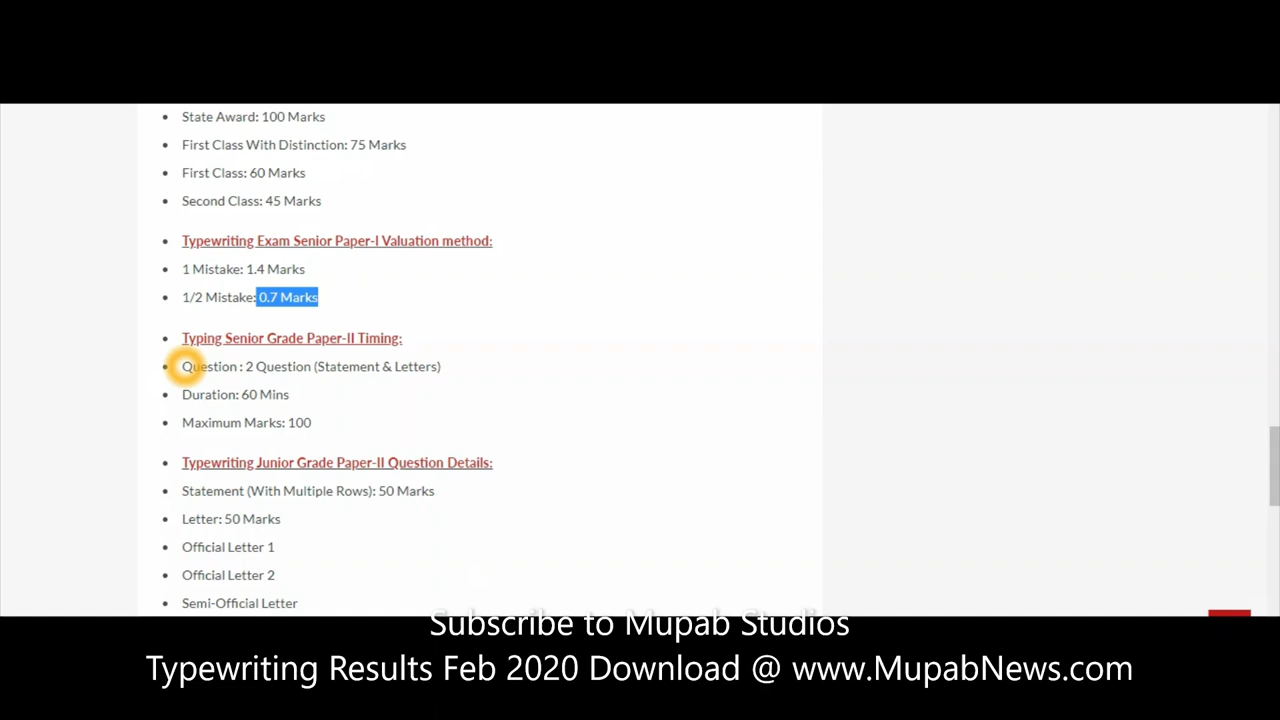 State Award: 100 Marks
First Class With Distinction: 75 Marks
First Class: 60 Marks
Second Class: 45 Marks
Typewriting Exam Senior Paper-I Valuation method:
1 Mistake: 1.4 Marks
1/2 Mistake: 0.7 Marks
Typing Senior Grade Paper-II Timing:
Question : 2 Question (Statement & Letters)
Duration: 60 Mins
Maximum Marks: 100
Typewriting Junior Grade Paper-II Question Details:
Statement (With Multiple Rows): 50 Marks
Letter: 50 Marks
Official Letter 1
Official Letter 2
Semi-Official Letter
Subscribe to Mupab Studios
Typewriting Results Feb 2020 Download @ www.MupabNews.com